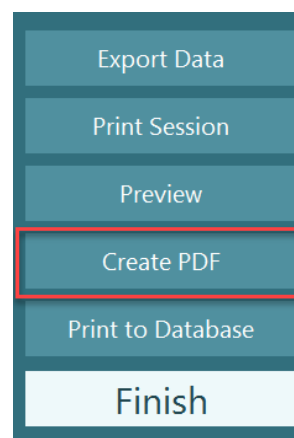 Export Data
Print Session
Preview
Create PDF
Print to Database
Finish